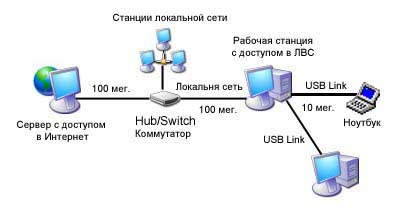 Станции локальной сети
Рабочая станция
с доступом в ЛВС
100 мег.
Локальня сеть
USB Link
100 мег.
10 мег.
Сервер с доступом
в Интернет
Hub/Switch
Коммутатор
Ноутбук
USB Link